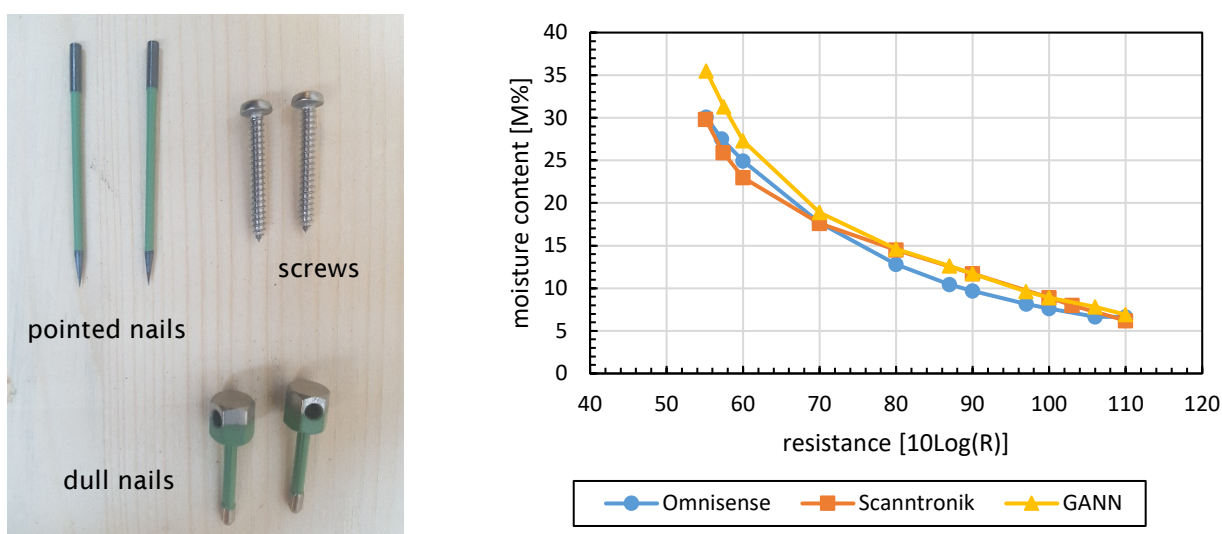 screws
pointed nails
dull nails
moisture content [M%]
40
35
30
25
20
15
10
5
0
40 50 60 70 80 90 100 110 120
resistance [10Log(R)]
Omnisense Scanntronik GANN